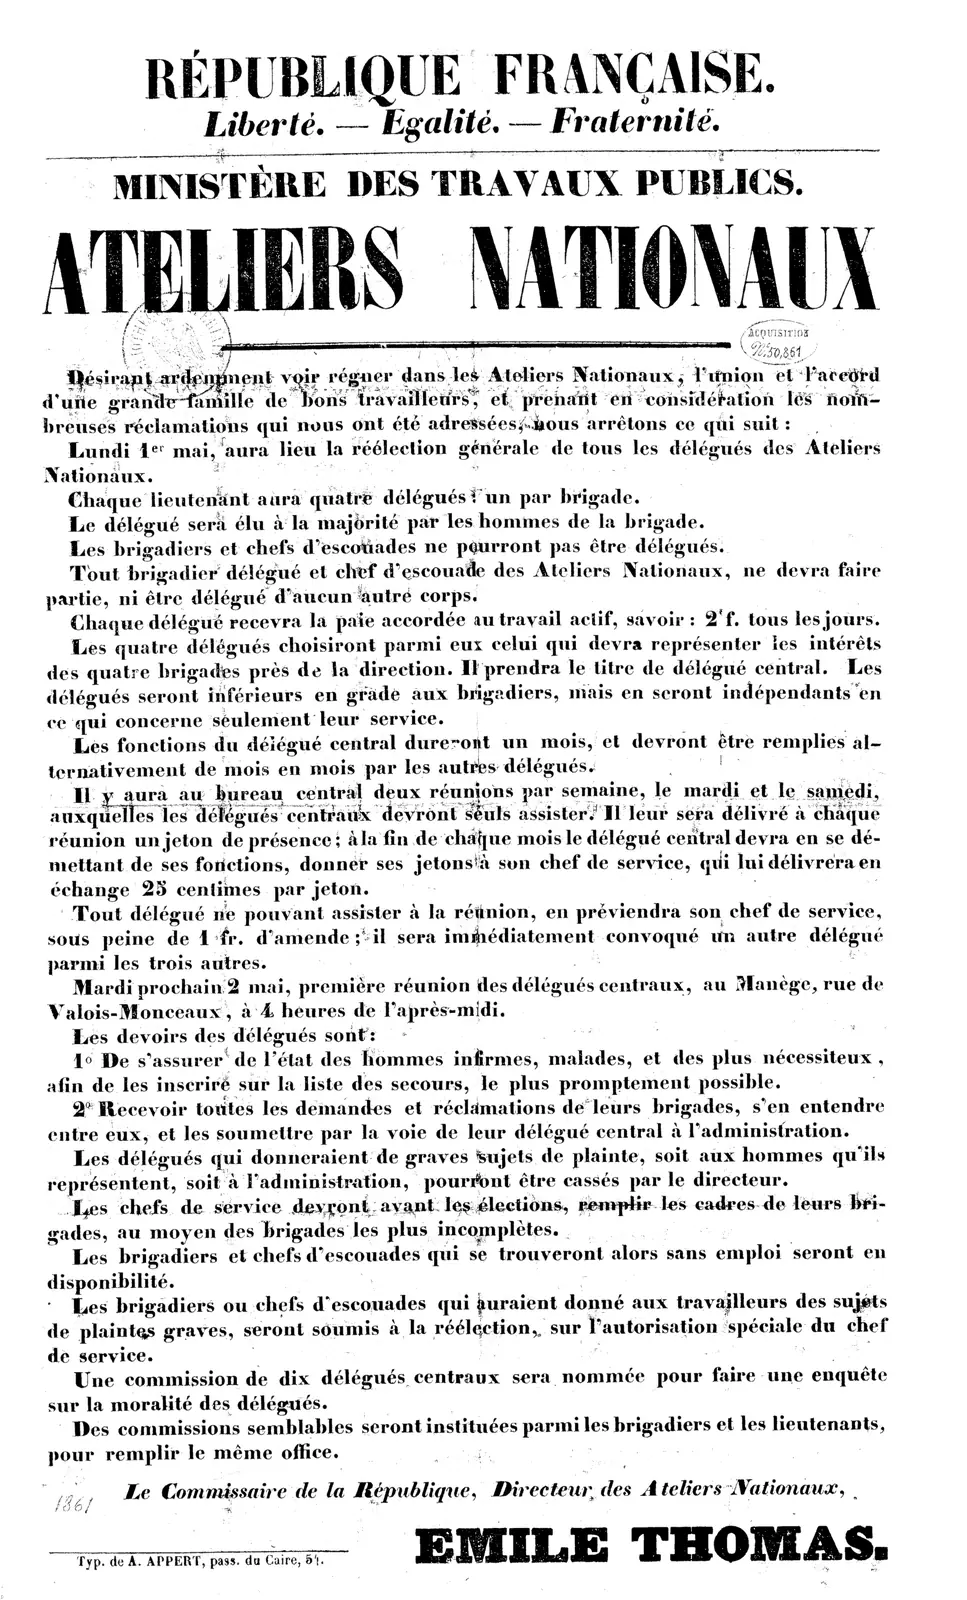 RÉPUBLIQUE FRANÇAISE.
Liberté. — Egalité. — Fraternité.
MINISTÈRE DES TRAVAUX PUBLICS.
ATELIERS NATIONAUX
ACQUISITION
No 50,861
Désirant ardemment voir régner dans les Ateliers Nationaux, l'union et l'accord
d'une grande famille de bons travailleurs, et prenant en considération les nom-
breuses réclamations qui nous ont été adressées, nous arrêtons ce qui suit :
Lundi 1er mai, aura lieu la réélection générale de tous les délégués des Ateliers
Nationaux.
Chaque lieutenant aura quatre délégués : un par brigade.
Le délégué sera élu à la majorité par les hommes de la brigade.
Les brigadiers et chefs d'escouades ne pourront pas être délégués.
Tout brigadier délégué et chef d'escouade des Ateliers Nationaux, ne devra faire
partie, ni être délégué d'aucun autre corps.
Chaque délégué recevra la paie accordée au travail actif, savoir : 2 f. tous les jours.
Les quatre délégués choisiront parmi eux celui qui devra représenter les intérêts
des quatre brigades près de la direction. Il prendra le titre de délégué central. Les
délégués seront inférieurs en grade aux brigadiers, mais en seront indépendants en
ce qui concerne seulement leur service.
Les fonctions du délégué central dureront un mois, et devront être remplies al-
ternativement de mois en mois par les autres délégués.
Il y aura au bureau central deux réunions par semaine, le mardi et le samedi,
auxquelles les délégués centraux devront seuls assister. Il leur sera délivré à chaque
réunion un jeton de présence ; à la fin de chaque mois le délégué central devra en se dé-
mettant de ses fonctions, donner ses jetons à son chef de service, qui lui délivrera en
échange 25 centimes par jeton.
Tout délégué ne pouvant assister à la réunion, en préviendra son chef de service,
sous peine de 1 fr. d'amende ; il sera immédiatement convoqué un autre délégué
parmi les trois autres.
Mardi prochain 2 mai, première réunion des délégués centraux, au Manège, rue de
Valois-Monceaux, à 4 heures de l'après-midi.
Les devoirs des délégués sont :
1o De s'assurer de l'état des hommes infirmes, malades, et des plus nécessiteux,
afin de les inscrire sur la liste des secours, le plus promptement possible.
2o Recevoir toutes les demandes et réclamations de leurs brigades, s'en entendre
entre eux, et les soumettre par la voie de leur délégué central à l'administration.
Les délégués qui donneraient de graves sujets de plainte, soit aux hommes qu'ils
représentent, soit à l'administration, pourront être cassés par le directeur.
Les chefs de service devront avant les élections, remplir les cadres de leurs bri-
gades, au moyen des brigades les plus incomplètes.
Les brigadiers et chefs d'escouades qui se trouveront alors sans emploi seront en
disponibilité.
Les brigadiers ou chefs d'escouades qui auraient donné aux travailleurs des sujets
de plaintes graves, seront soumis à la réélection, sur l'autorisation spéciale du chef
de service.
Une commission de dix délégués centraux sera nommée pour faire une enquête
sur la moralité des délégués.
Des commissions semblables seront instituées parmi les brigadiers et les lieutenants,
pour remplir le même office.
Le Commissaire de la République, Directeur des Ateliers Nationaux,
1861
EMILE THOMAS.
Typ. de A. APPERT, pass. du Caire, 54.